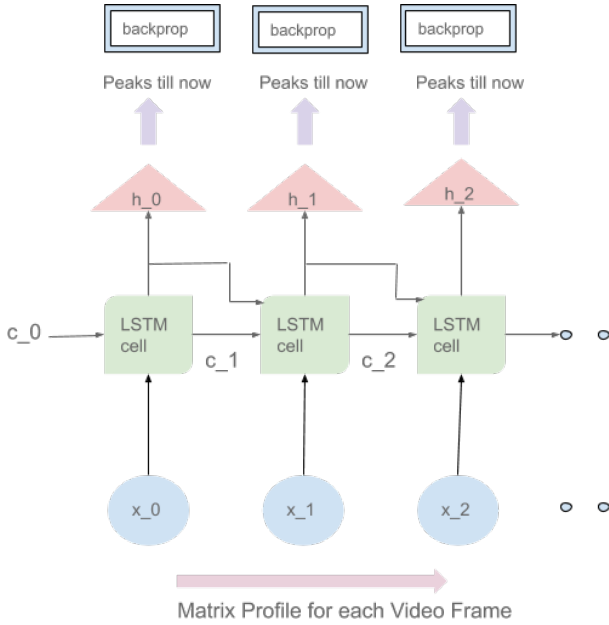 backprop
backprop
backprop
Peaks till now
Peaks till now
Peaks till now
h_0
h_1
h_2
c_0
LSTM
cell
c_1
LSTM
cell
c_2
LSTM
cell
x_0
x_1
x_2
Matrix Profile for each Video Frame